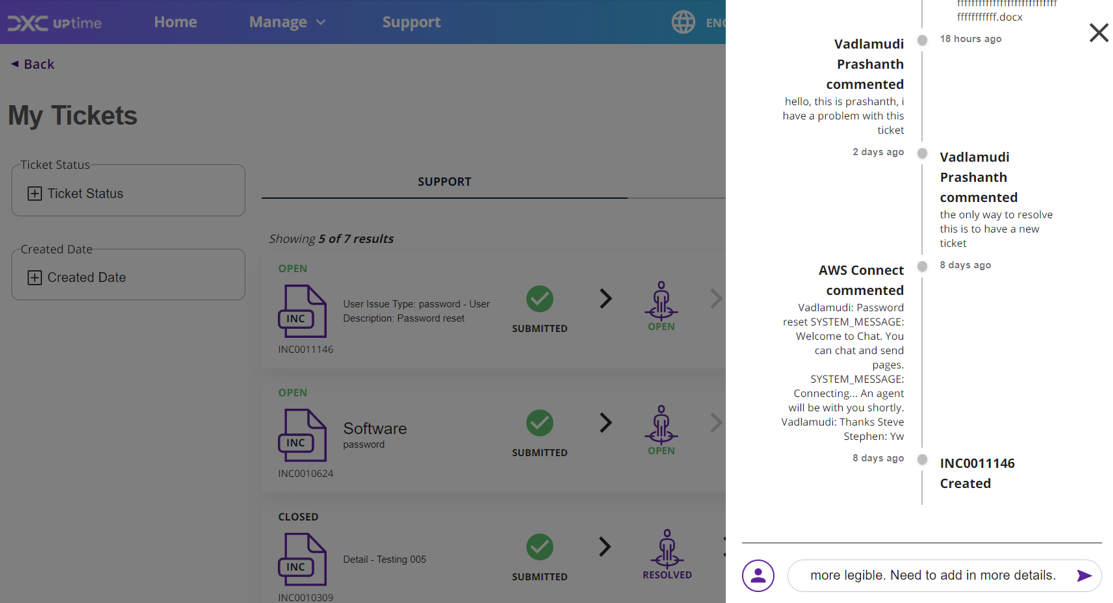 DXC UPtime
Home
Manage
Support
ENG
Back
My Tickets
Ticket Status
Ticket Status
Created Date
Created Date
SUPPORT
Showing 5 of 7 results
OPEN
INC
User Issue Type: password - User
Description: Password reset
SUBMITTED
OPEN
INC0011146
OPEN
INC
Software
password
SUBMITTED
OPEN
INC0010624
CLOSED
INC
Detail - Testing 005
SUBMITTED
RESOLVED
INC0010309
fffffffffff.docx
18 hours ago
Vadlamudi
Prashanth
commented
hello, this is prashanth, i
have a problem with this
ticket
2 days ago
Vadlamudi
Prashanth
commented
the only way to resolve
this is to have a new
ticket
8 days ago
AWS Connect
commented
Vadlamudi: Password
reset SYSTEM_MESSAGE:
Welcome to Chat. You
can chat and send
pages.
SYSTEM_MESSAGE:
Connecting... An agent
will be with you shortly.
Vadlamudi: Thanks Steve
Stephen: Yw
8 days ago
INC0011146
Created
more legible. Need to add in more details.